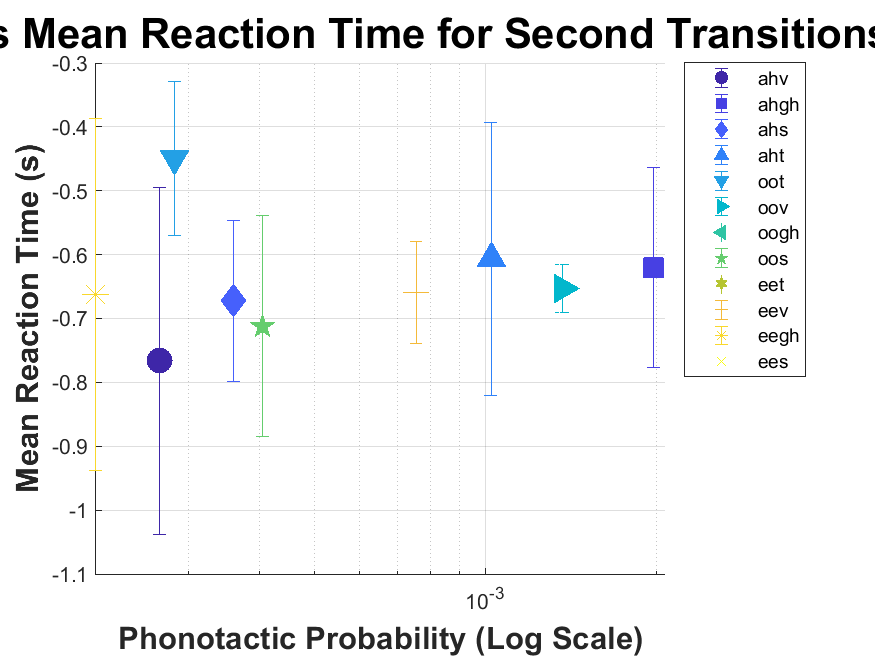 s Mean Reaction Time for Second Transitions
Mean Reaction Time (s)
-0.3
-0.4
-0.5
-0.6
-0.7
-0.8
-0.9
-1
-1.1
10^-3
Phonotactic Probability (Log Scale)
ahv
ahgh
ahs
aht
oot
oov
oogh
oos
eet
eev
eegh
ees